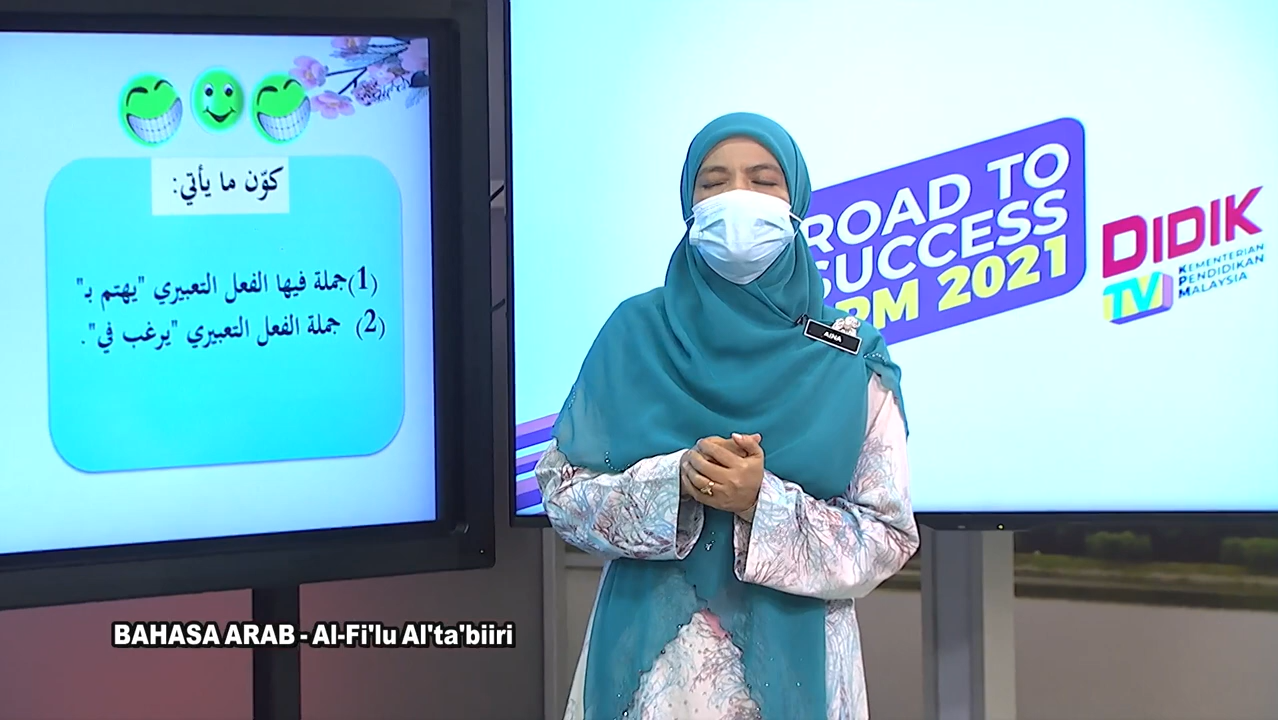 كوّن ما يأتي:
(1)جملة فيها الفعل التعبيري "يهتم بـ"
(2) جملة الفعل التعبيري "يرغب في".
ROAD TO
SUCCESS
SPM 2021
DIDIK
TV
KEMENTERIAN
PENDIDIKAN
MALAYSIA
AINA
BAHASA ARAB - Al-Fi'lu Al'ta'biiri